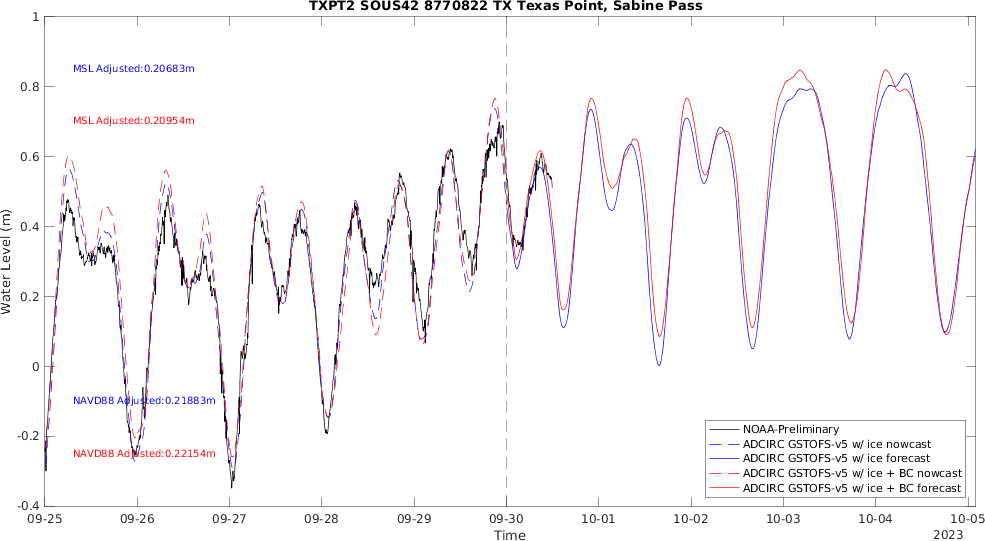 TXPT2 SOUS42 8770822 TX Texas Point, Sabine Pass
1
MSL Adjusted:0.20683m
0.8
MSL Adjusted:0.20954m
0.6
0.4
Water Level (m)
0.2
0
NAVD88 Adjusted:0.21883m
-0.2
NAVD88 Adjusted:0.22154m
-0.4
NOAA-Preliminary
ADCIRC GSTOFS-v5 w/ ice nowcast
ADCIRC GSTOFS-v5 w/ ice forecast
ADCIRC GSTOFS-v5 w/ ice + BC nowcast
ADCIRC GSTOFS-v5 w/ ice + BC forecast
09-25 09-26 09-27 09-28 09-29 09-30 10-01 10-02 10-03 10-04 10-05
Time
2023